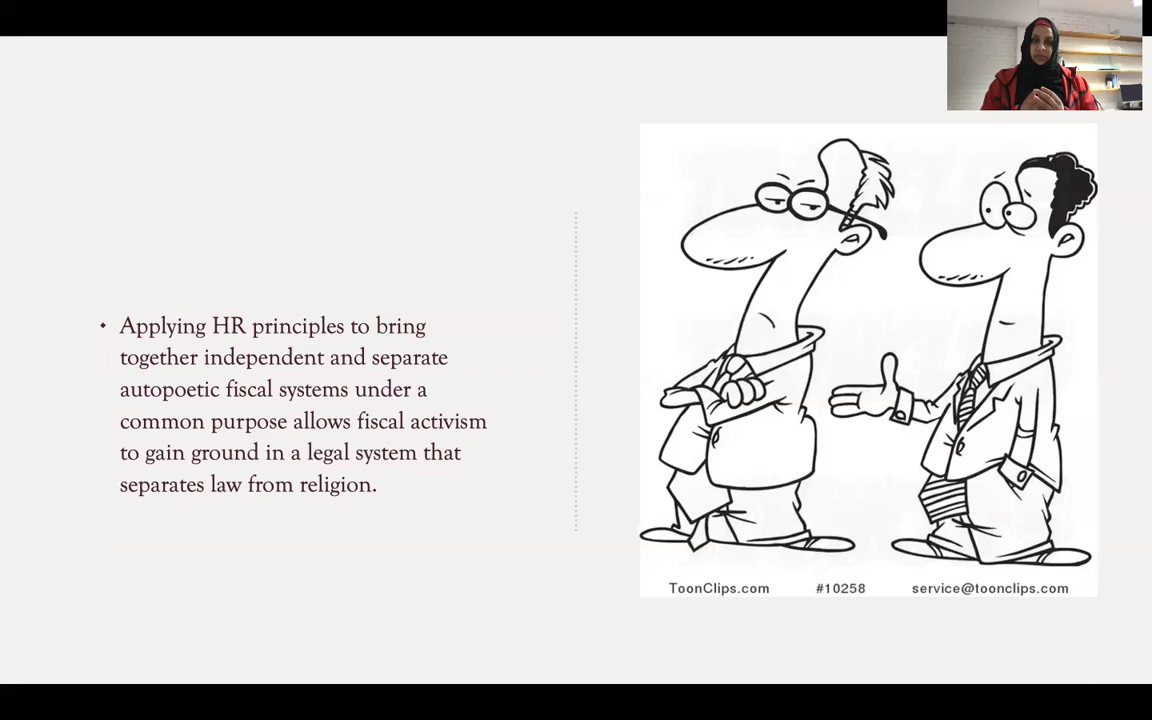 Applying HR principles to bring
together independent and separate
autopoetic fiscal systems under a
common purpose allows fiscal activism
to gain ground in a legal system that
separates law from religion.
ToonClips.com #10258 service@toonclips.com